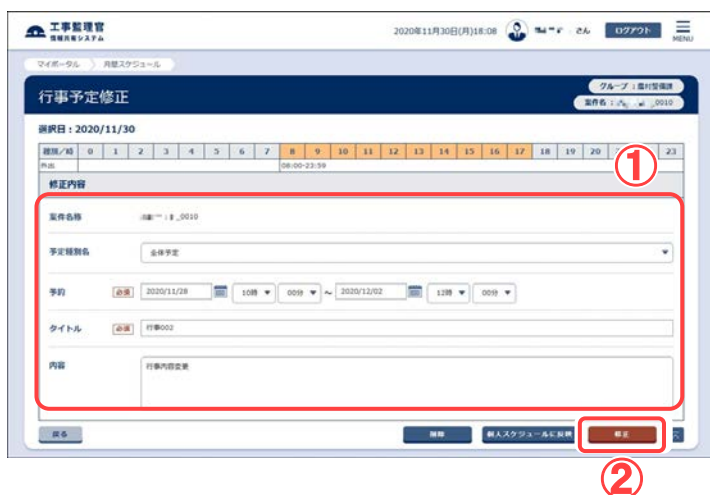 工事監理官
情報共有システム
2020年11月30日(月)18:08
さん
ログアウト
MENU
マイポータル
月間スケジュール
行事予定修正
グループ：農村整備課
案件名：
_0010
選択日：2020/11/30
種別/時 0 1 2 3 4 5 6 7 8 9 10 11 12 13 14 15 16 17 18 19 20 23
外出 08:00-23:59
①
修正内容
案件名称 _0010
予定種別名 全体予定
予約 必須 2020/11/28 10時 00分 ～ 2020/12/02 12時 00分
タイトル 必須 行事002
内容 行事内容変更
戻る 削除 個人スケジュールに反映 修正
②